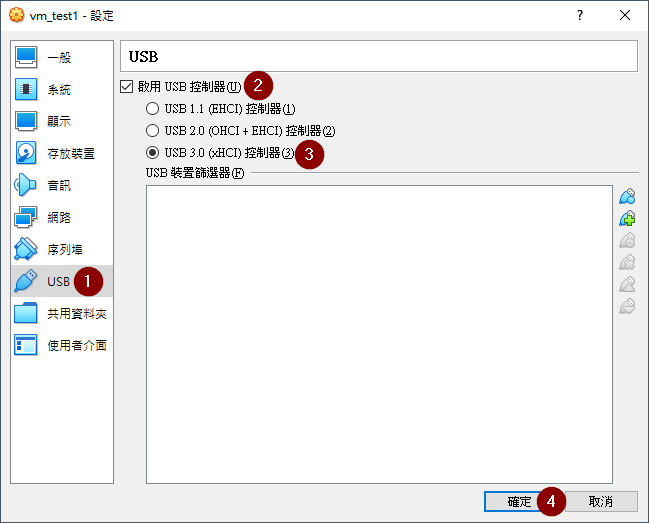 vm_test1 - 設定
一般
系統
顯示
存放裝置
音訊
網路
序列埠
USB 1
共用資料夾
使用者介面
USB
啟用 USB 控制器(U) 2
USB 1.1 (EHCI) 控制器(1)
USB 2.0 (OHCI + EHCI) 控制器(2)
USB 3.0 (xHCI) 控制器(3) 3
USB 裝置篩選器(F)
確定 4
取消